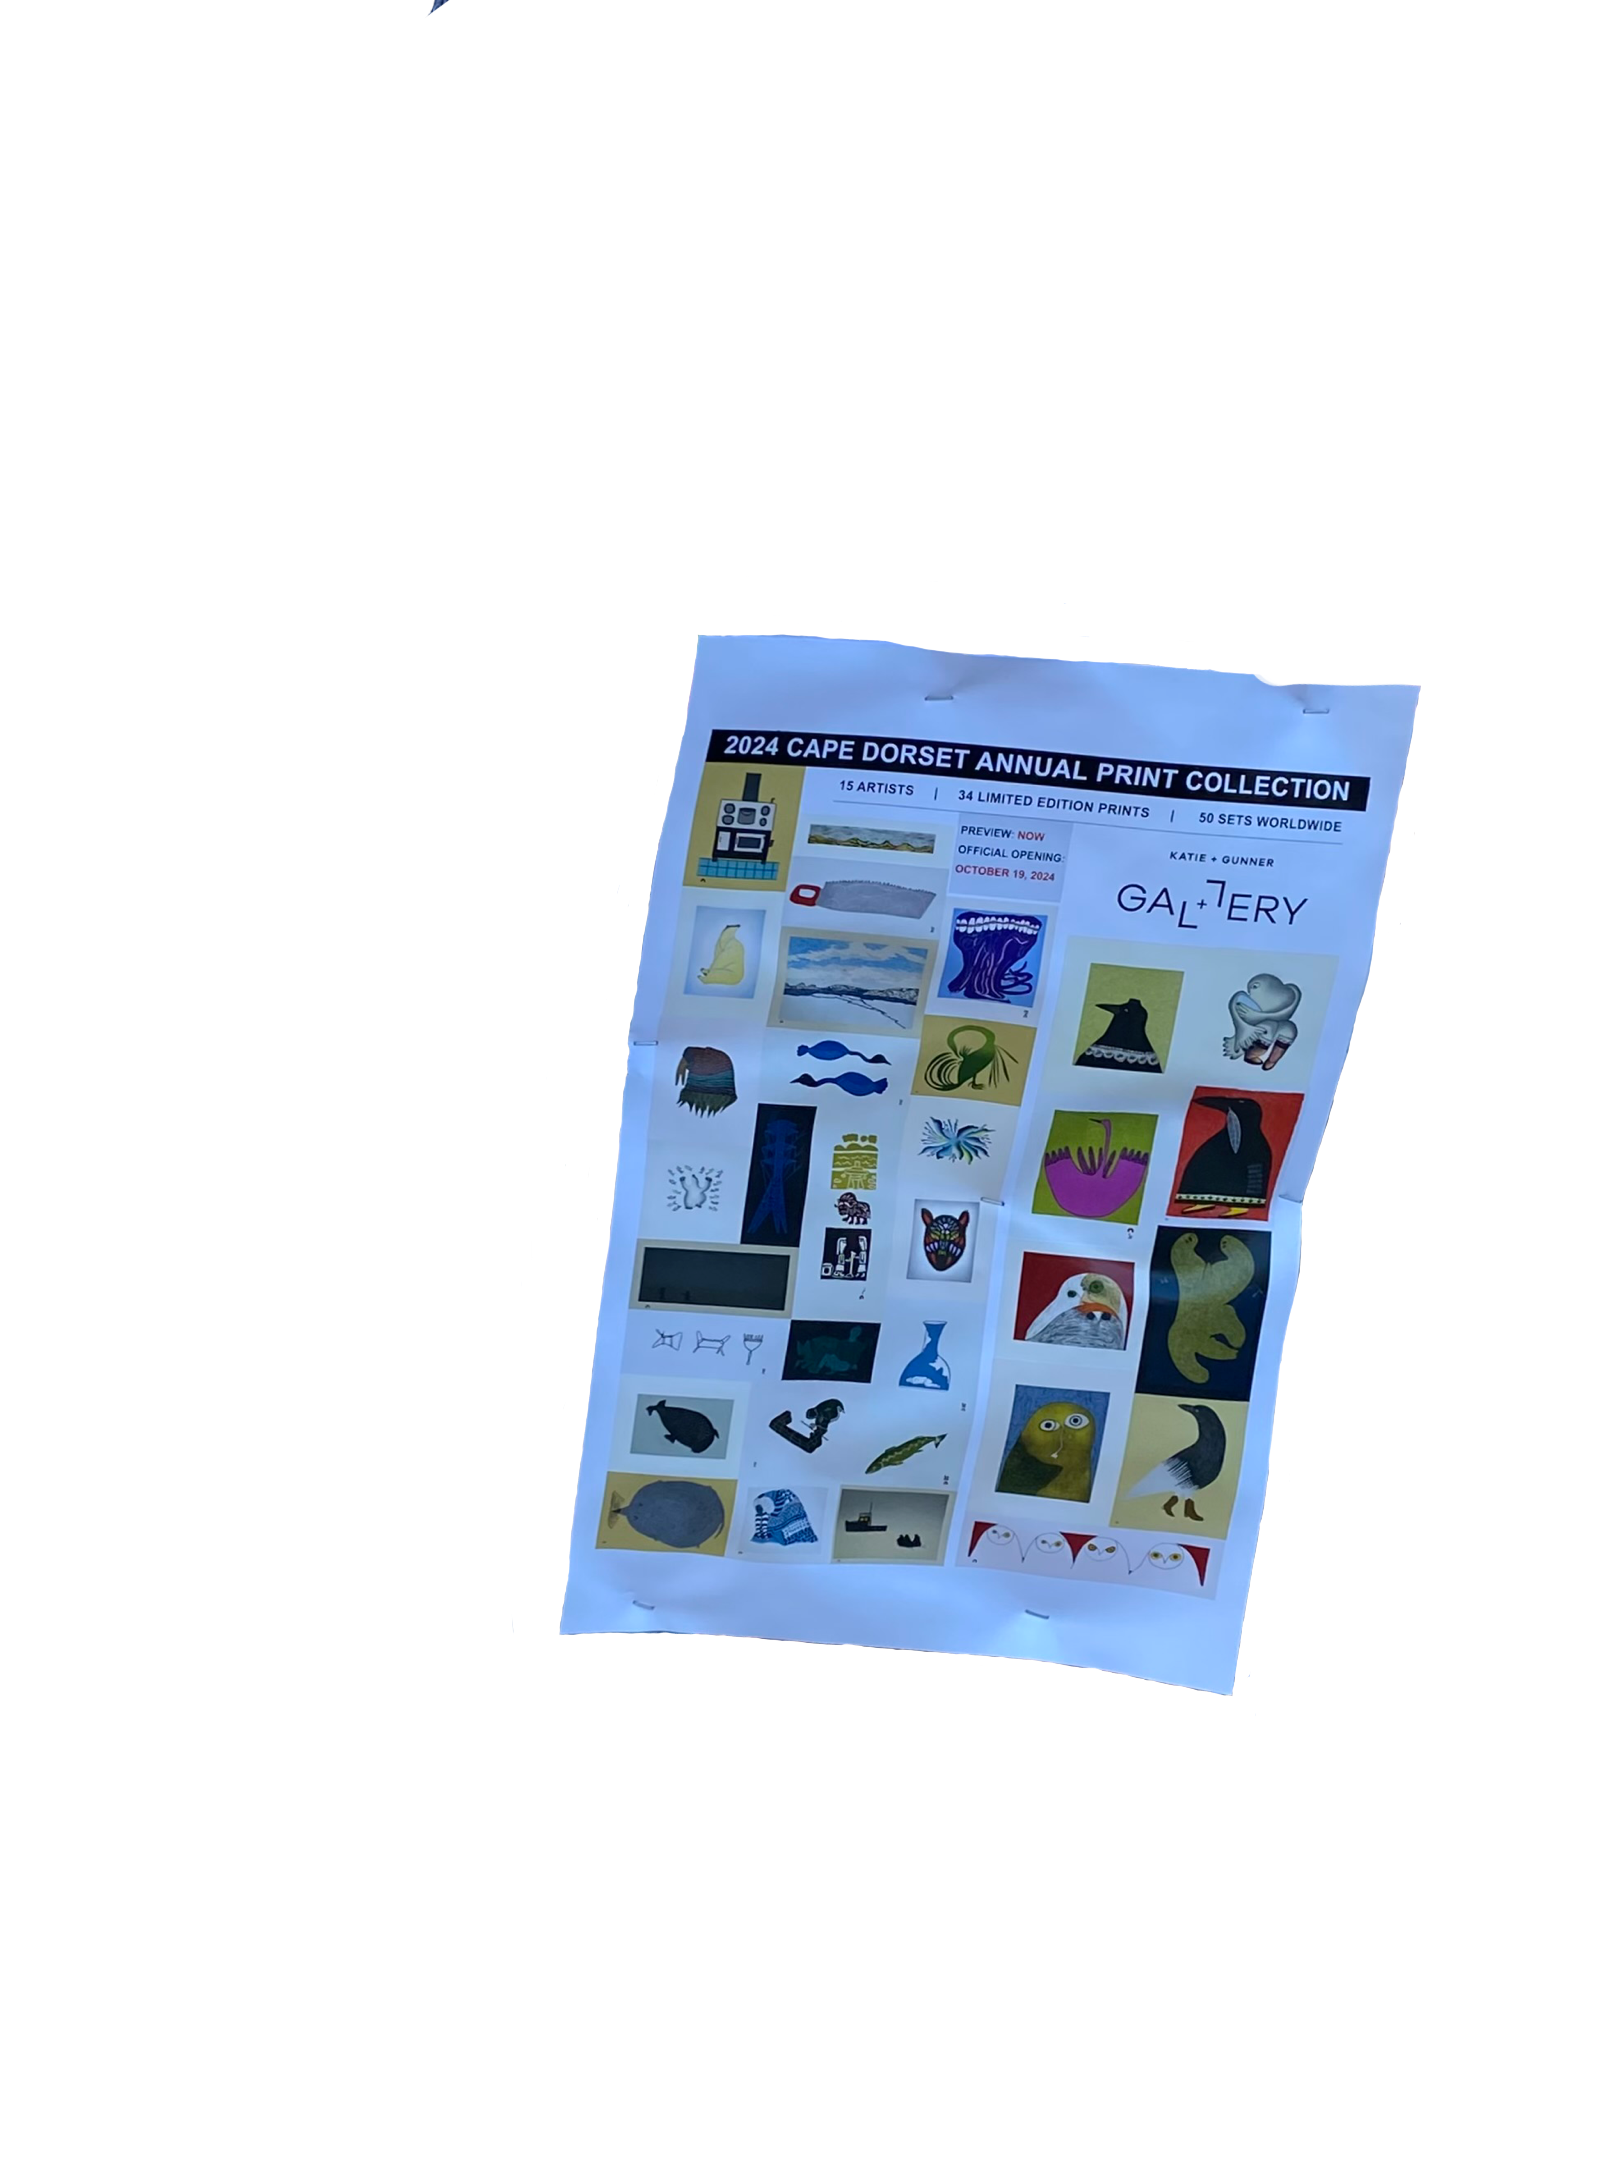 2024 CAPE DORSET ANNUAL PRINT COLLECTION
15 ARTISTS | 34 LIMITED EDITION PRINTS | 50 SETS WORLDWIDE
PREVIEW: NOW
OFFICIAL OPENING:
OCTOBER 19, 2024
KATIE + GUNNER
GAL+LERY